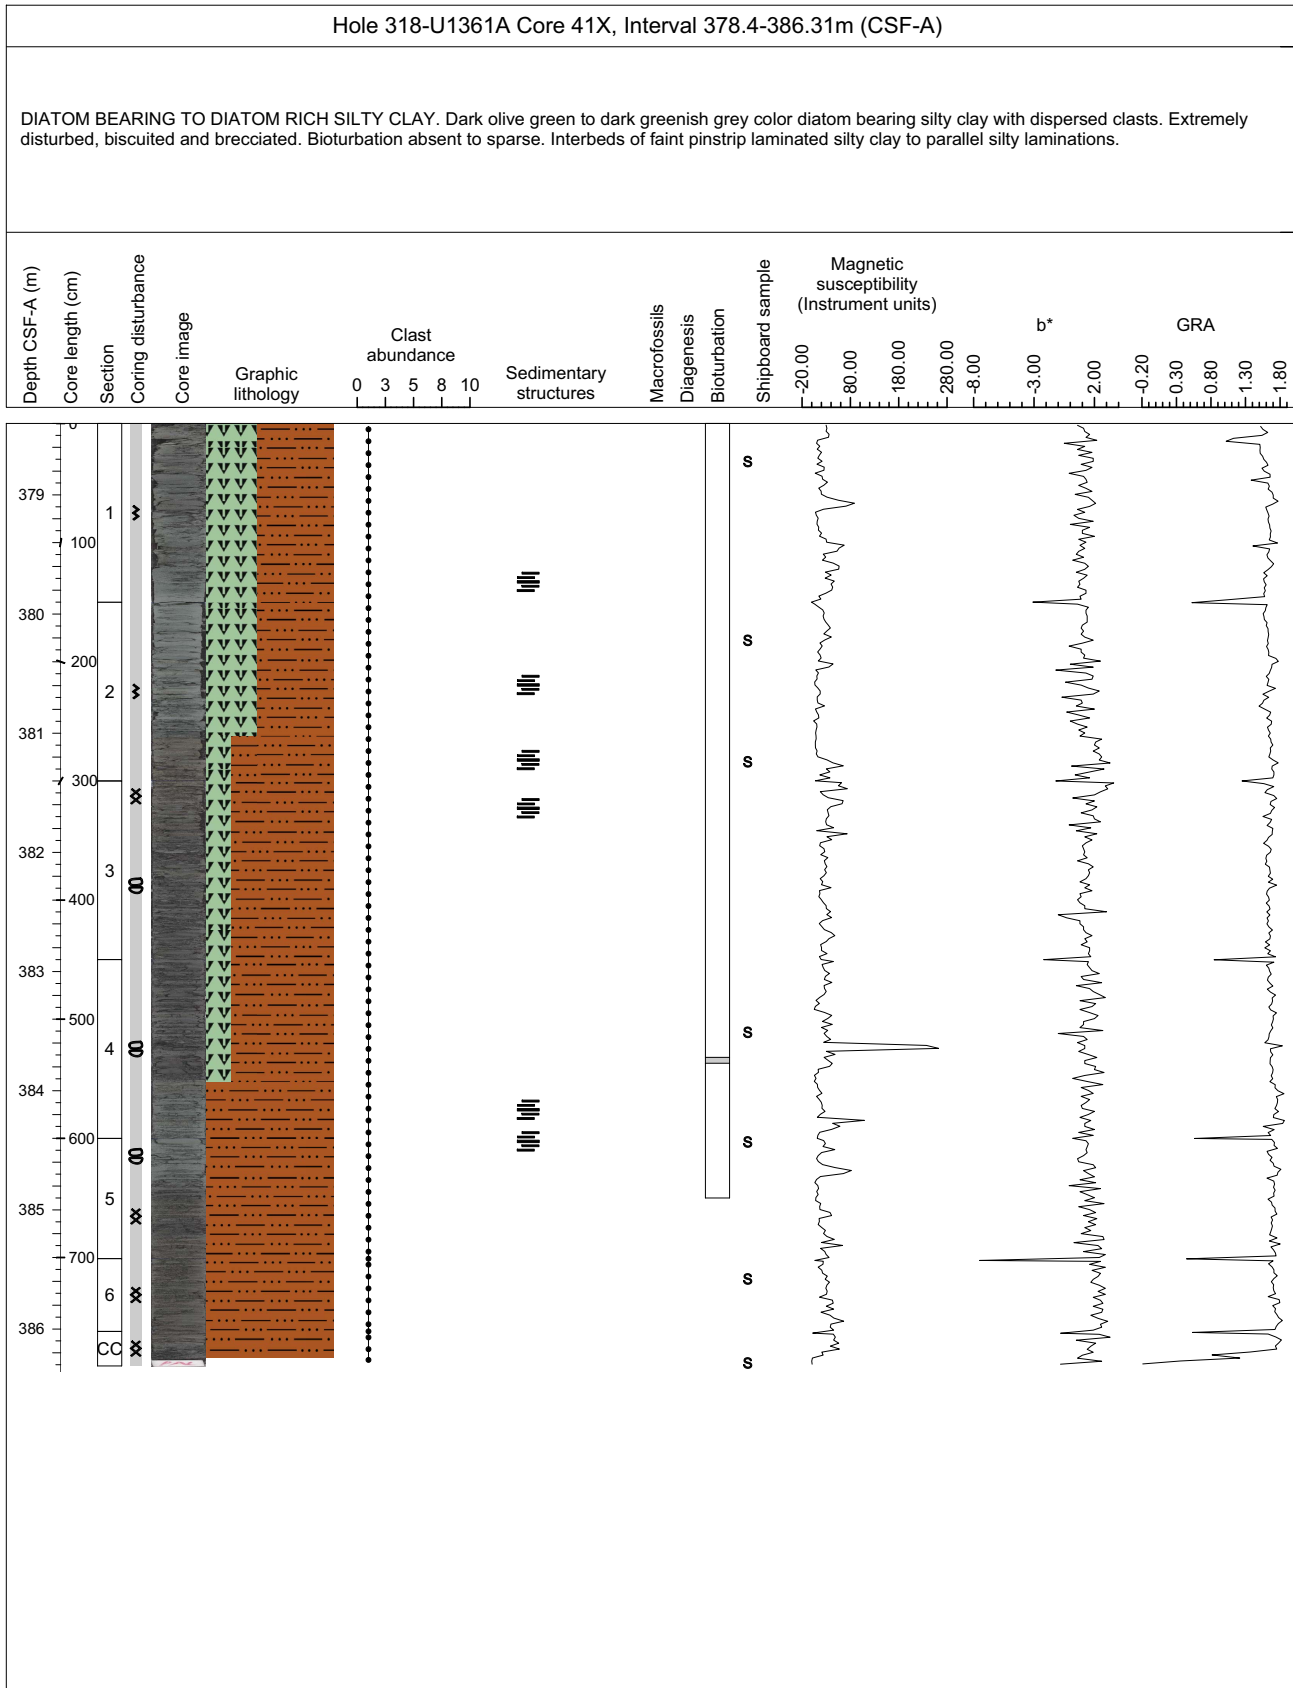 Hole 318-U1361A Core 41X, Interval 378.4-386.31m (CSF-A)
DIATOM BEARING TO DIATOM RICH SILTY CLAY. Dark olive green to dark greenish grey color diatom bearing silty clay with dispersed clasts. Extremely
disturbed, biscuited and brecciated. Bioturbation absent to sparse. Interbeds of faint pinstrip laminated silty clay to parallel silty laminations.
Depth CSF-A (m)
Core length (cm)
Section
Coring disturbance
Core image
Graphic
lithology
Clast
abundance
0 3 5 8 10
Sedimentary
structures
Macrofossils
Diagenesis
Bioturbation
Shipboard sample
Magnetic
susceptibility
(Instrument units)
-20.00 80.00 180.00 280.00
b*
-8.00 -3.00 2.00
GRA
-0.20 0.30 0.80 1.30 1.80
0
S
379
1
100
380
S
200
2
381
S
300
382
3
400
383
500
S
4
384
600
S
5
385
700
S
6
386
CC
S